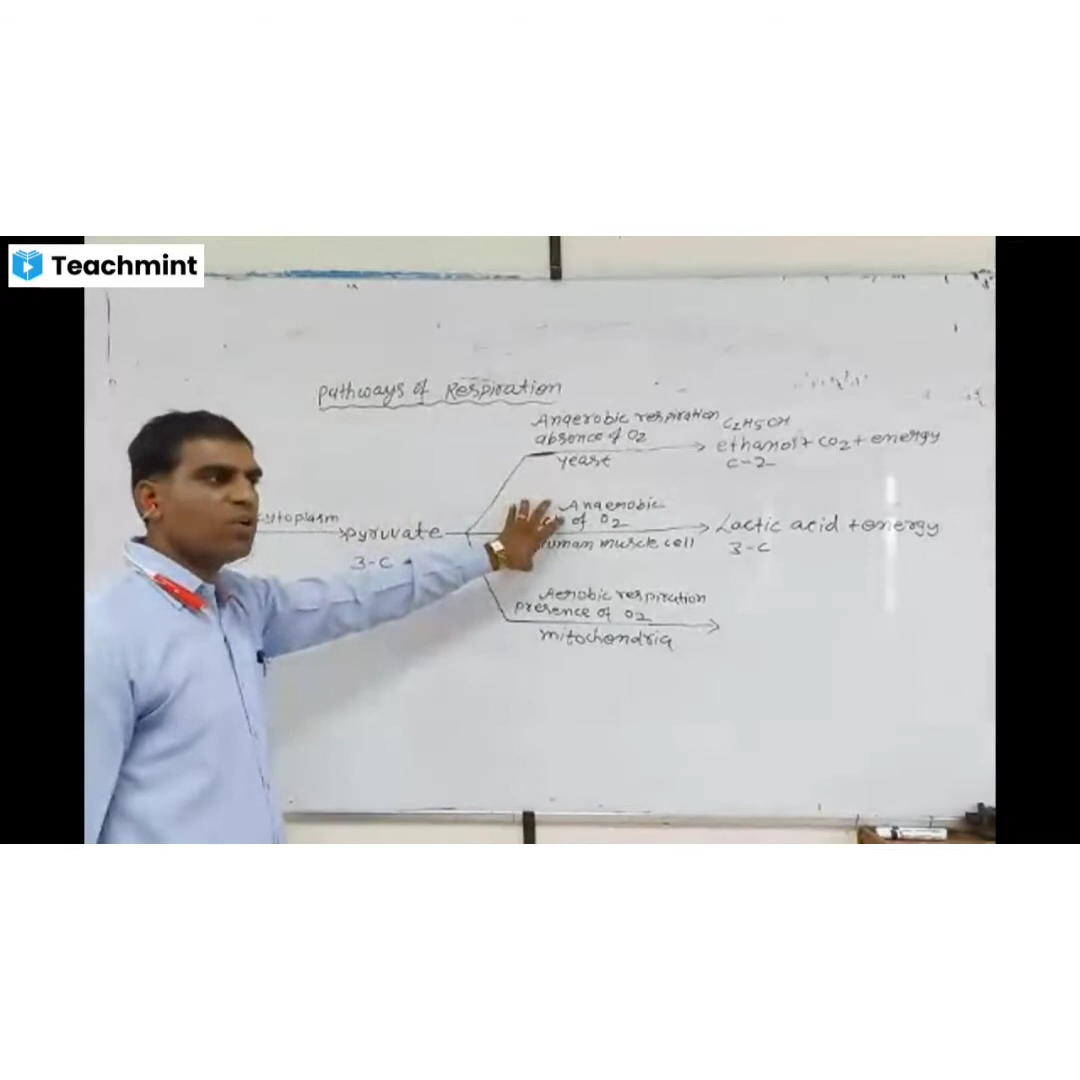 Teachmint
Pathways of Respiration
Anaerobic respiration
absence of O2
yeast
C2H5OH
ethanol + CO2 + energy
C-2
cytoplasm
pyruvate
3-C
Anaerobic
of O2
human muscle cell
Lactic acid + energy
3-C
Aerobic respiration
presence of O2
mitochondria